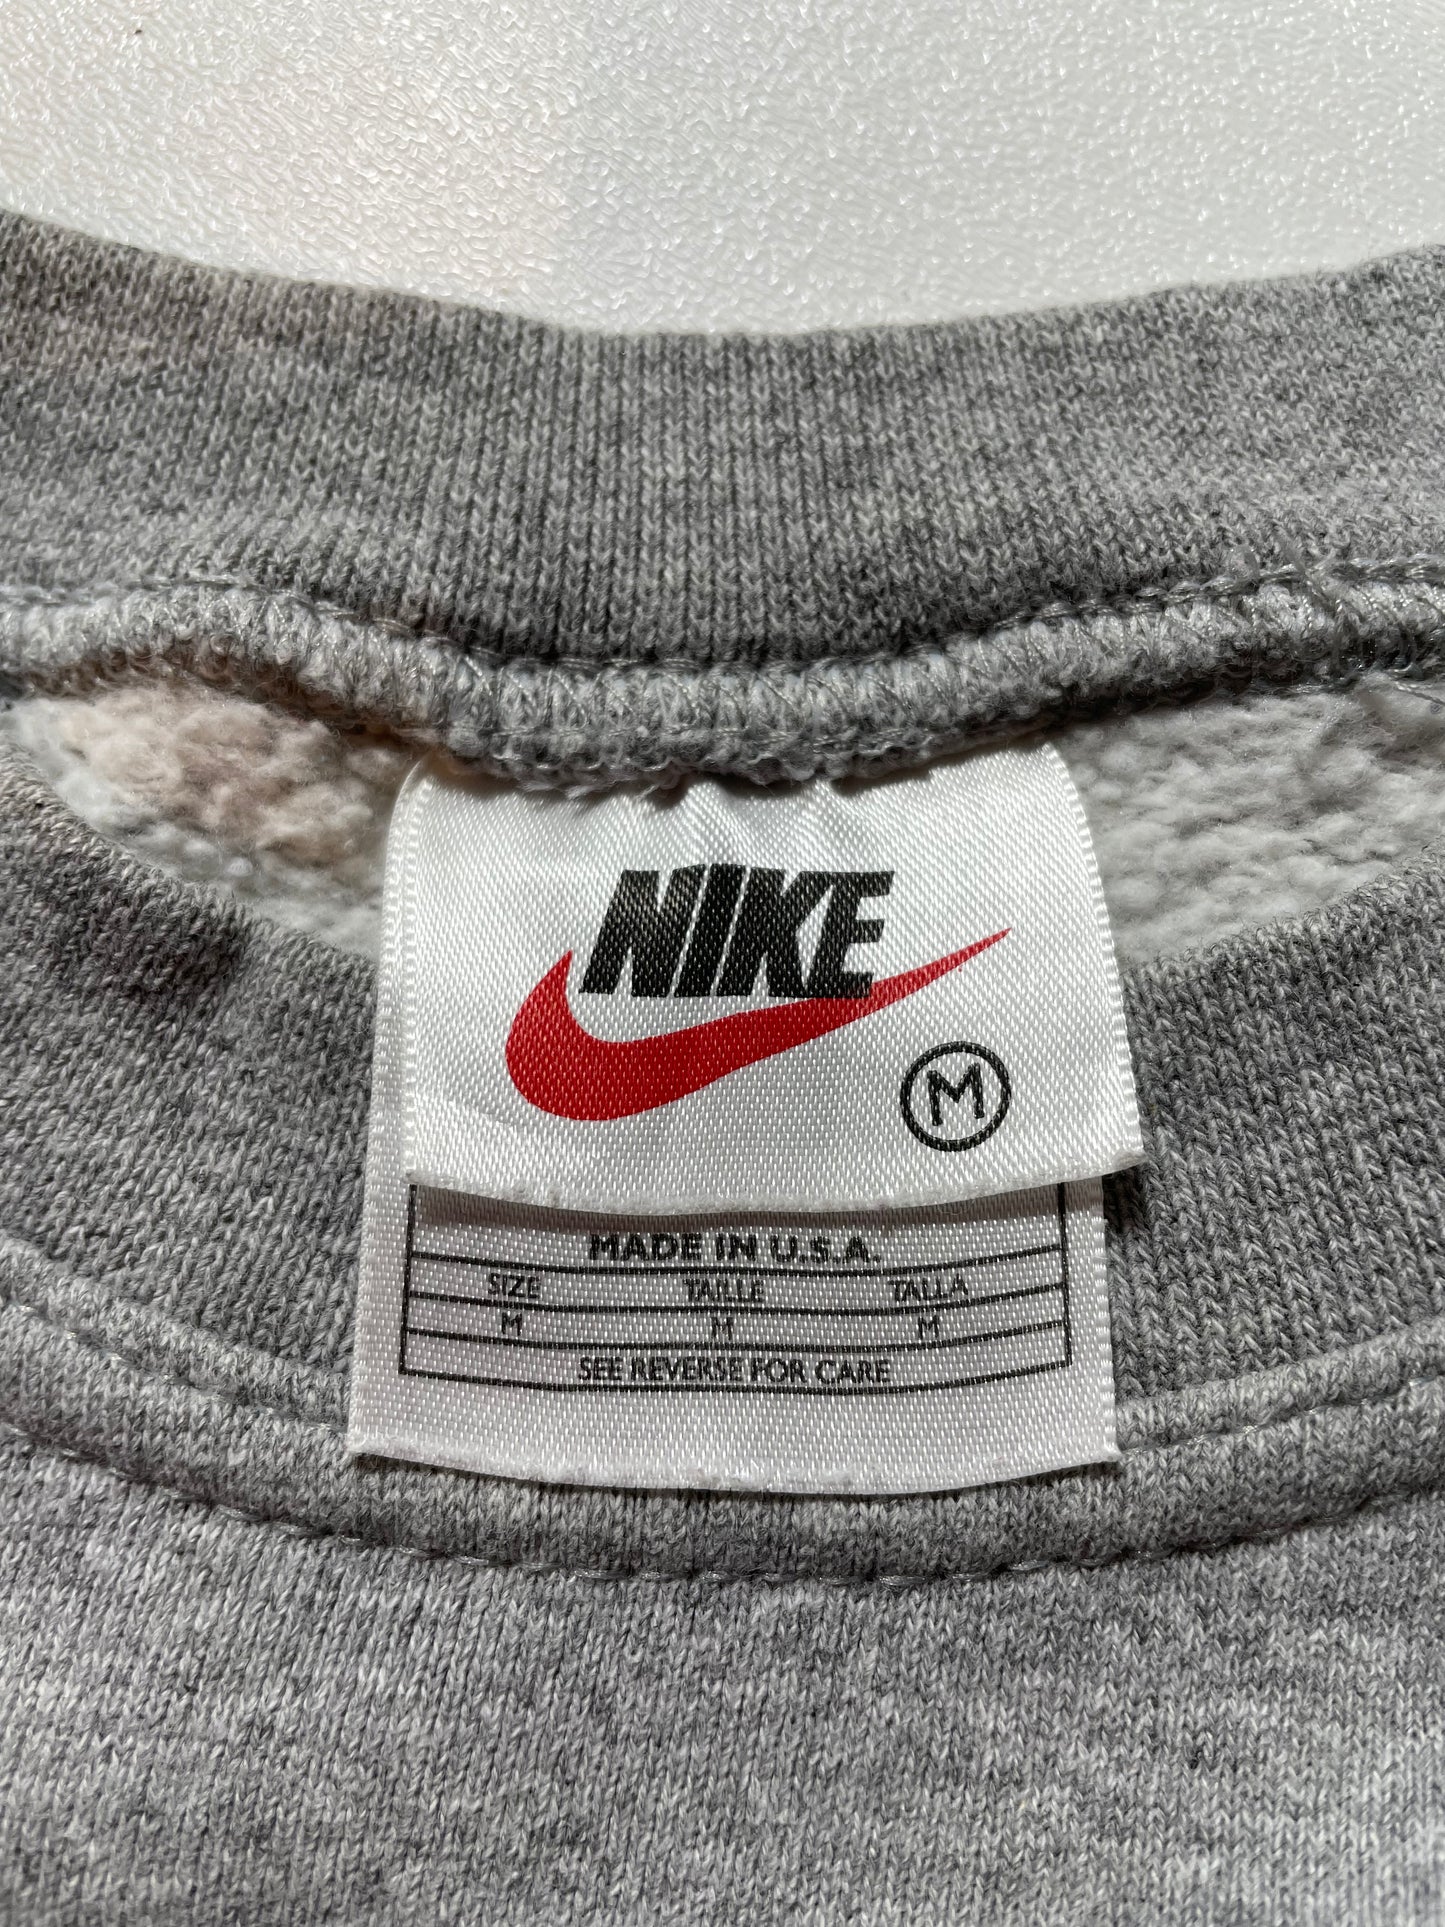 NIKE
M
MADE IN U.S.A.
SIZE TAILLE TALLA
M M M
SEE REVERSE FOR CARE